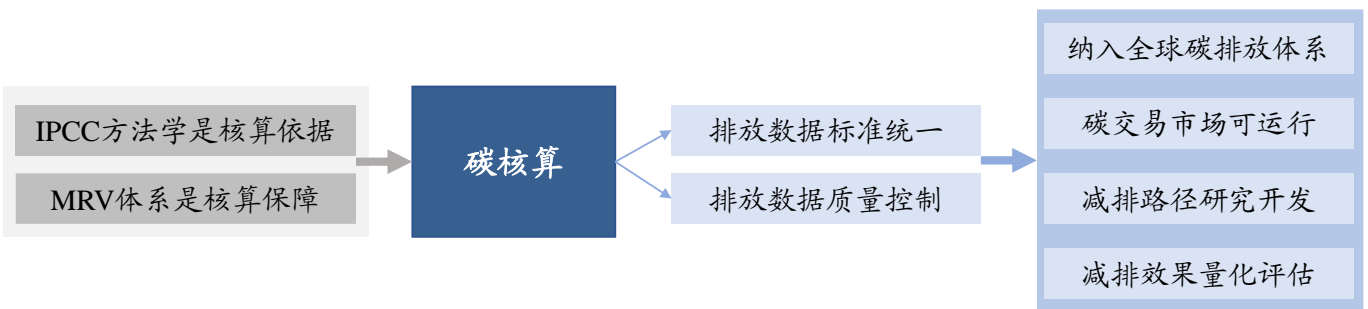 IPCC方法学是核算依据
MRV体系是核算保障
碳核算
排放数据标准统一
排放数据质量控制
纳入全球碳排放体系
碳交易市场可运行
减排路径研究开发
减排效果量化评估